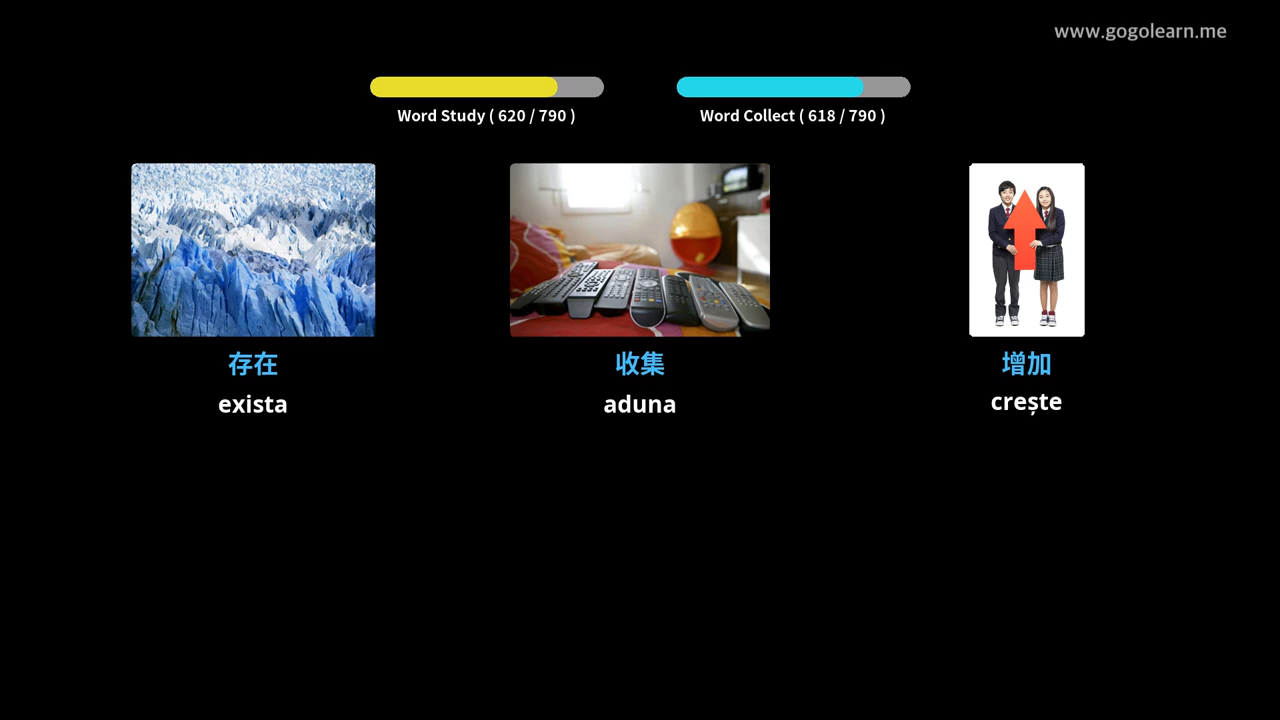 www.gogolearn.me
Word Study ( 620 / 790 )
Word Collect ( 618 / 790 )
存在
收集
增加
exista
aduna
crește